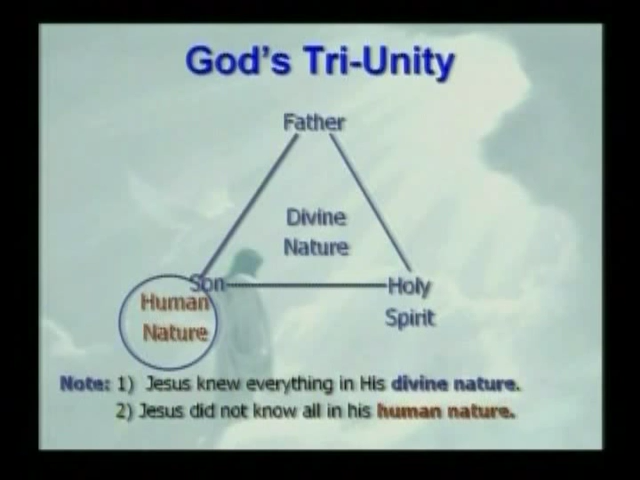 God's Tri-Unity
Father
Divine
Nature
Son
Holy
Spirit
Human
Nature
Note: 1) Jesus knew everything in His divine nature.
2) Jesus did not know all in his human nature.